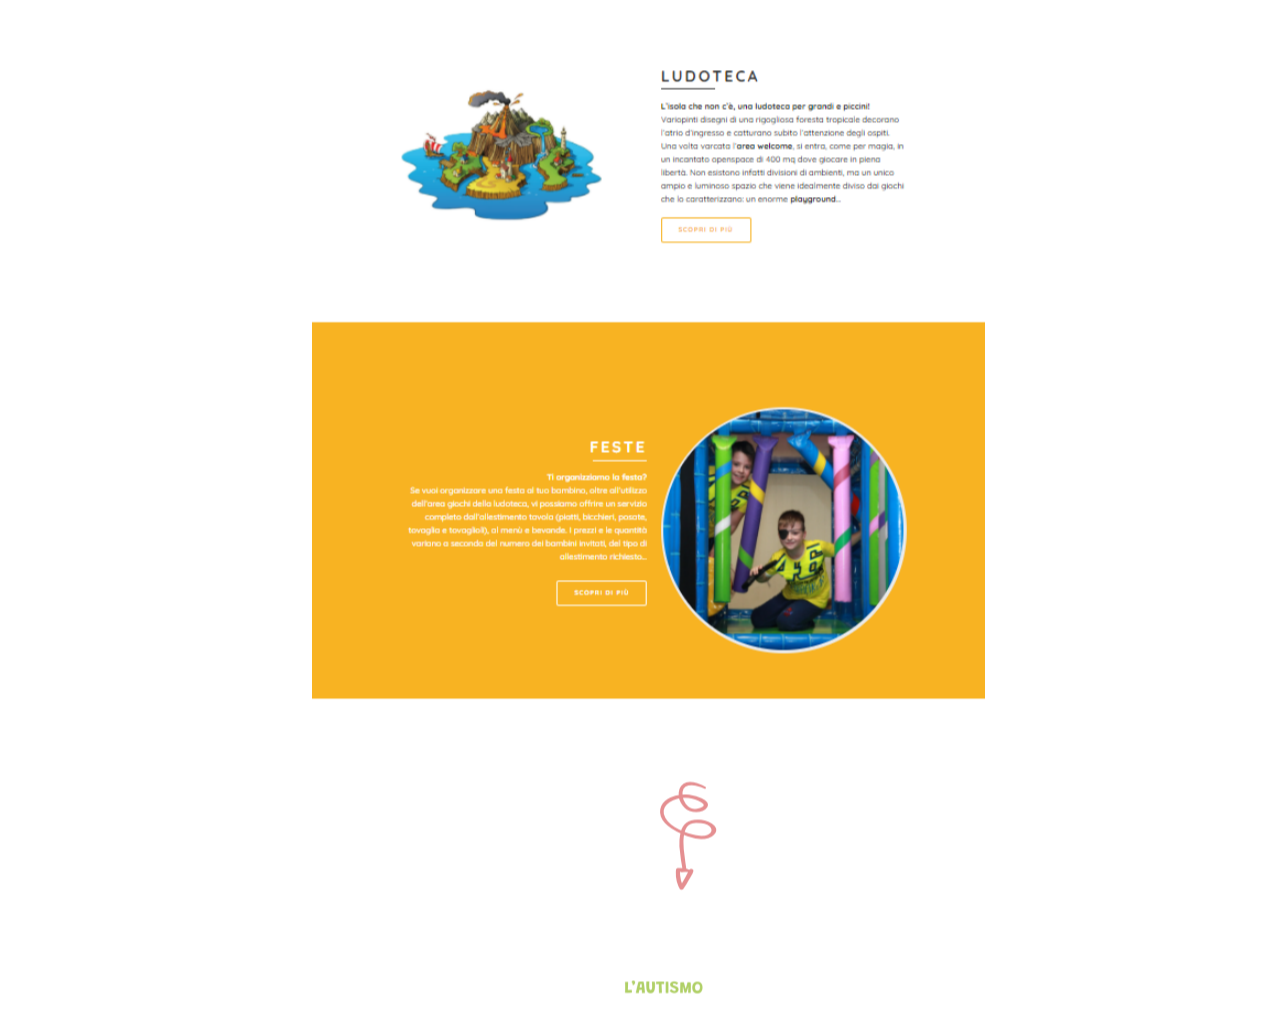 LUDOTECA
L'isola che non c'è, una ludoteca per grandi e piccini!
Variopinti disegni di una rigogliosa foresta tropicale decorano
l'atrio d'ingresso e catturano subito l'attenzione degli ospiti.
Una volta varcata l'area welcome, si entra, come per magia, in
un incantato openspace di 400 mq dove giocare in piena
libertà. Non esistono infatti divisioni di ambienti, ma un unico
ampio e luminoso spazio che viene idealmente diviso dai giochi
che lo caratterizzano: un enorme playground...
SCOPRI DI PIÙ
FESTE
Ti organizziamo la festa?
Se vuoi organizzare una festa al tuo bambino, oltre all'utilizzo
dell'area giochi della ludoteca, vi possiamo offrire un servizio
completo dall'allestimento tavola (piatti, bicchieri, posate,
tovaglia e tovaglioli), al menù e bevande. I prezzi e le quantità
variano a seconda del numero dei bambini invitati, del tipo di
allestimento richiesto...
SCOPRI DI PIÙ
L'AUTISMO